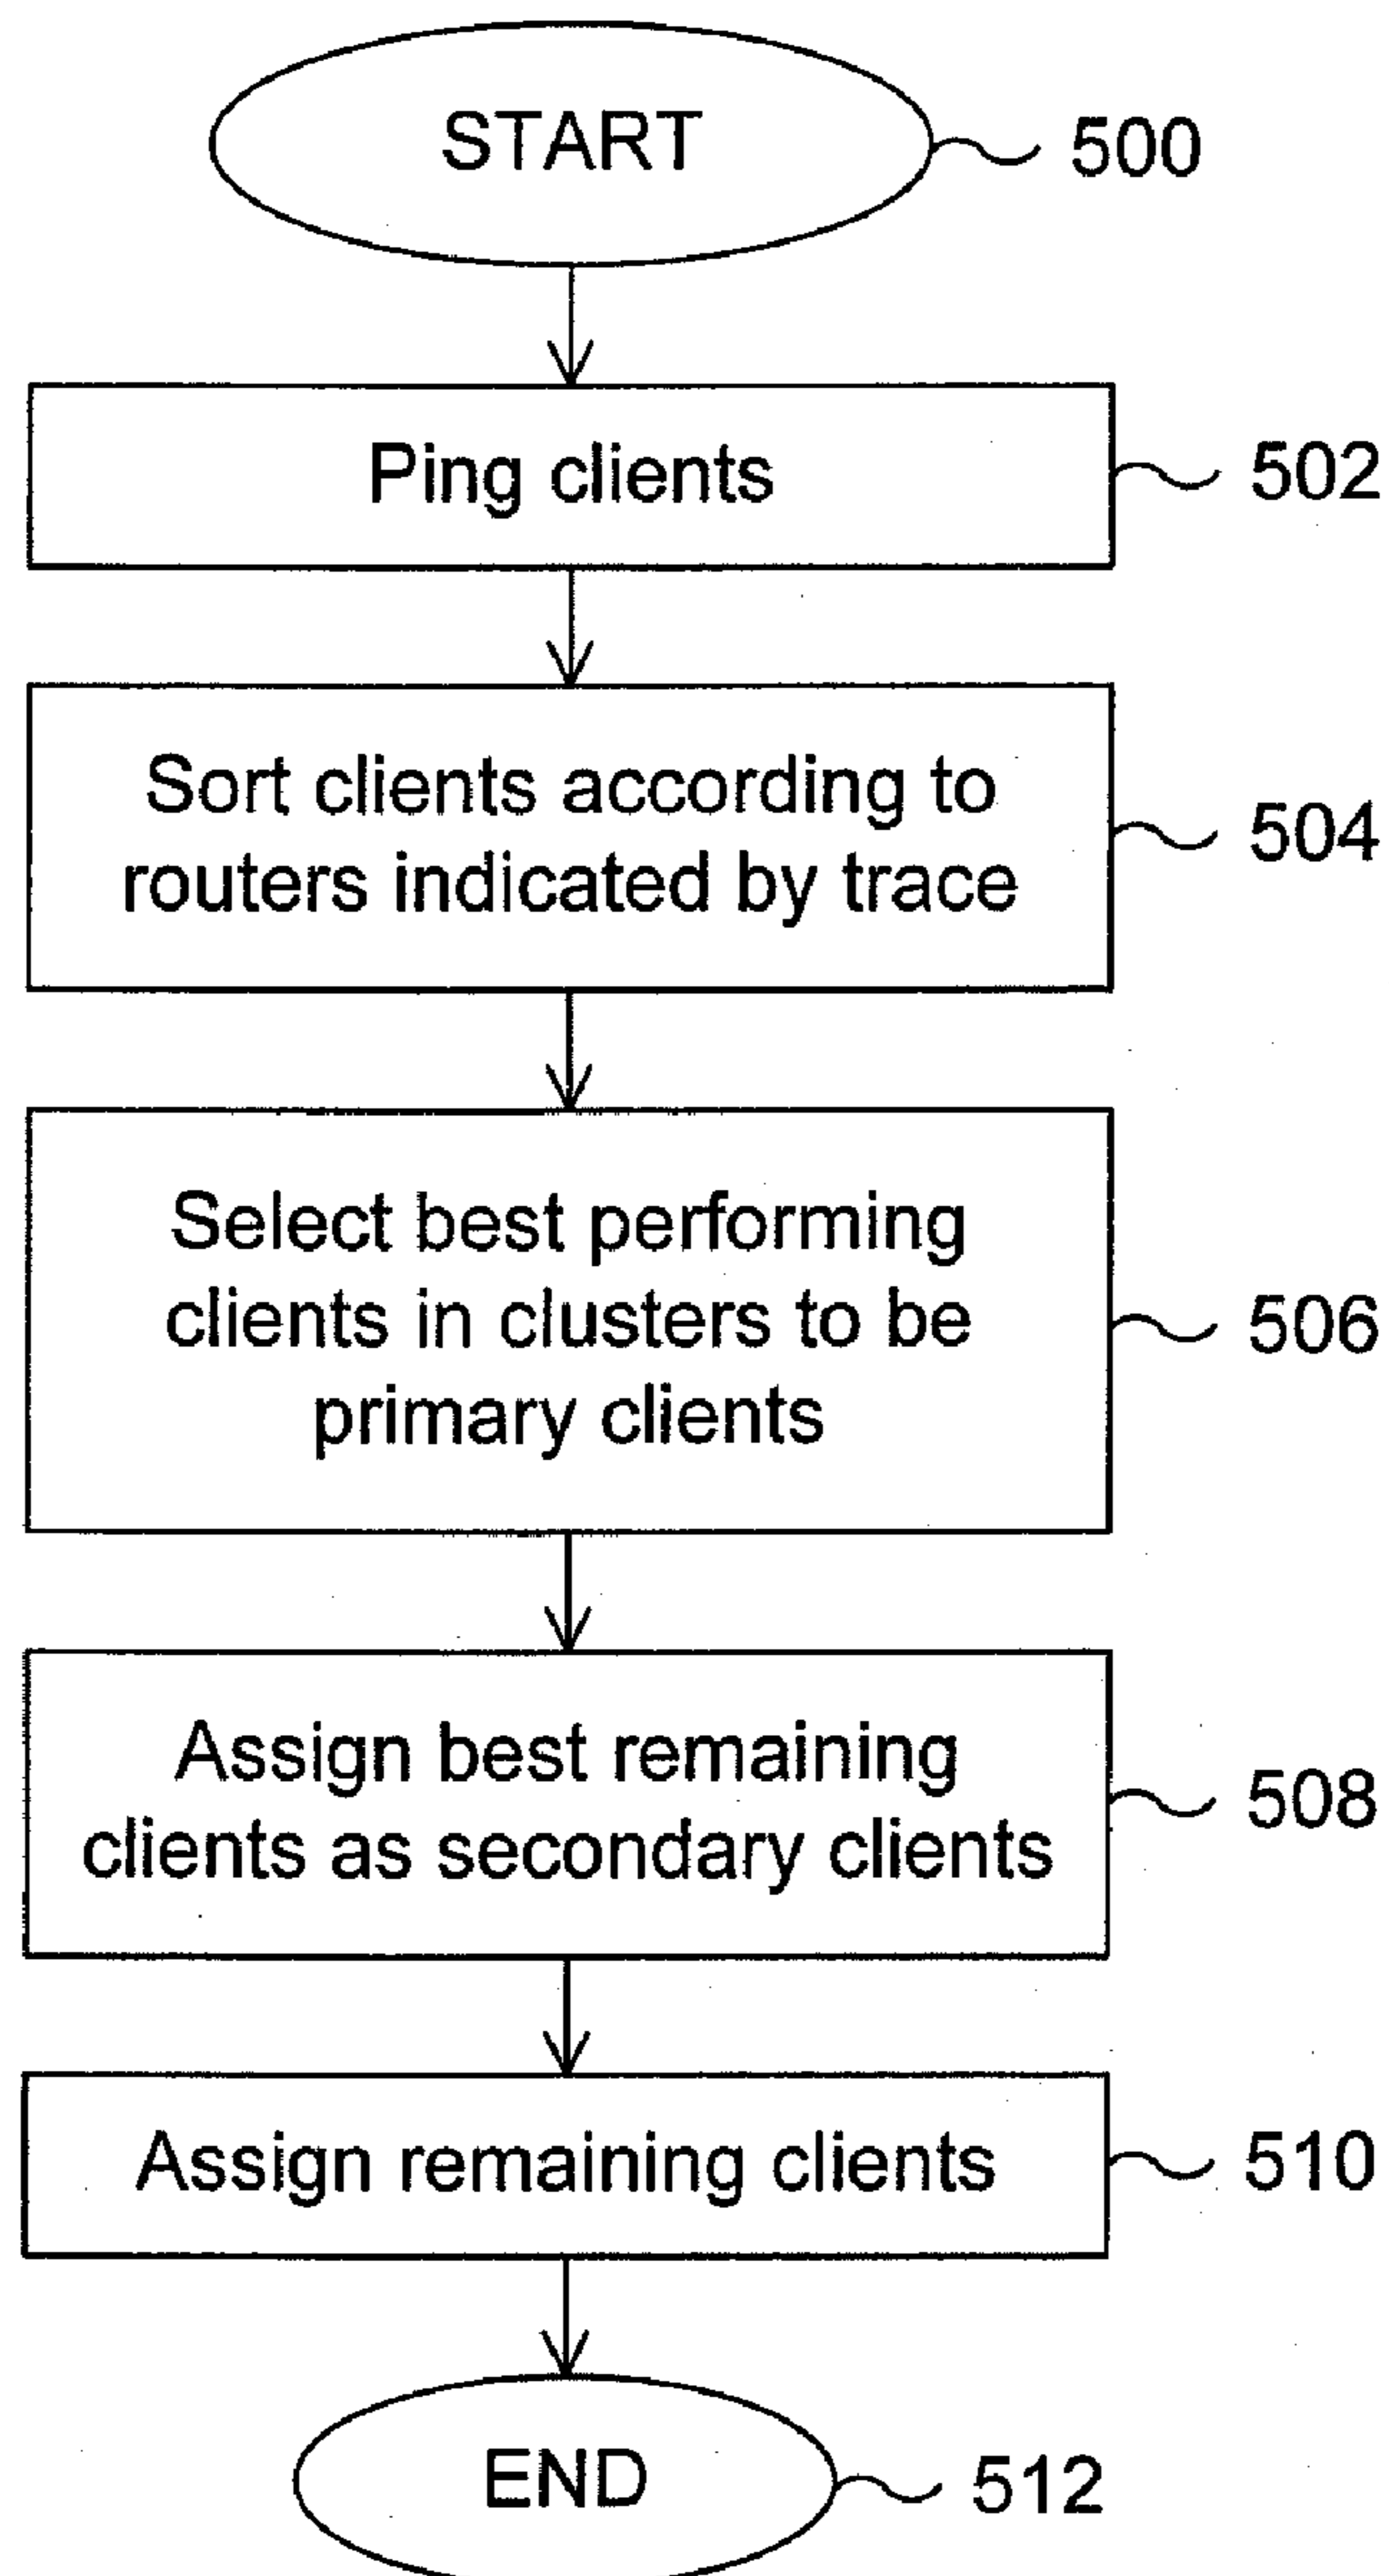 START
500
Ping clients
502
Sort clients according to
routers indicated by trace
504
Select best performing
clients in clusters to be
primary clients
506
Assign best remaining
clients as secondary clients
508
Assign remaining clients
510
END
512